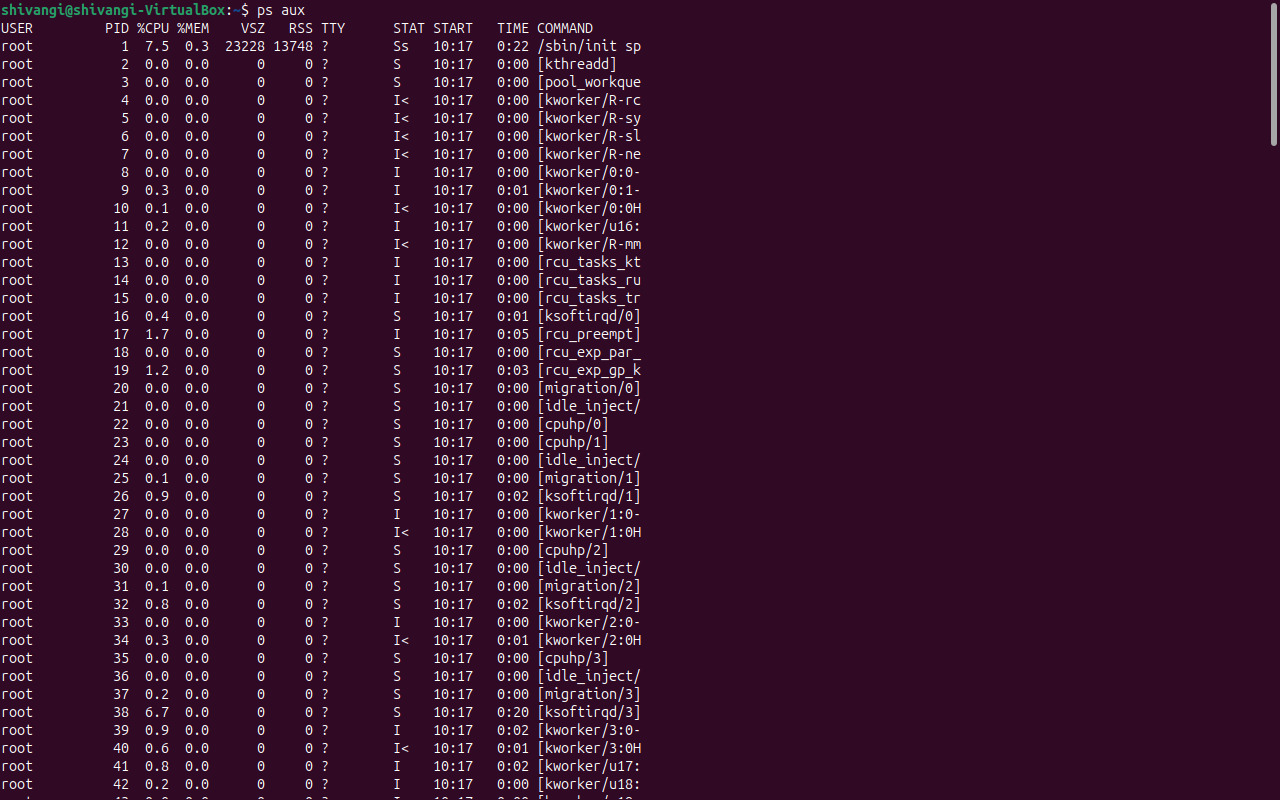 shivangi@shivangi-VirtualBox:~$ ps aux
USER         PID %CPU %MEM    VSZ   RSS TTY      STAT START   TIME COMMAND
root           1  7.5  0.3  23228 13748 ?        Ss   10:17   0:22 /sbin/init sp
root           2  0.0  0.0      0     0 ?        S    10:17   0:00 [kthreadd]
root           3  0.0  0.0      0     0 ?        S    10:17   0:00 [pool_workque
root           4  0.0  0.0      0     0 ?        I<   10:17   0:00 [kworker/R-rc
root           5  0.0  0.0      0     0 ?        I<   10:17   0:00 [kworker/R-sy
root           6  0.0  0.0      0     0 ?        I<   10:17   0:00 [kworker/R-sl
root           7  0.0  0.0      0     0 ?        I<   10:17   0:00 [kworker/R-ne
root           8  0.0  0.0      0     0 ?        I    10:17   0:00 [kworker/0:0-
root           9  0.3  0.0      0     0 ?        I    10:17   0:01 [kworker/0:1-
root          10  0.1  0.0      0     0 ?        I<   10:17   0:00 [kworker/0:0H
root          11  0.2  0.0      0     0 ?        I    10:17   0:00 [kworker/u16:
root          12  0.0  0.0      0     0 ?        I<   10:17   0:00 [kworker/R-mm
root          13  0.0  0.0      0     0 ?        I    10:17   0:00 [rcu_tasks_kt
root          14  0.0  0.0      0     0 ?        I    10:17   0:00 [rcu_tasks_ru
root          15  0.0  0.0      0     0 ?        I    10:17   0:00 [rcu_tasks_tr
root          16  0.4  0.0      0     0 ?        S    10:17   0:01 [ksoftirqd/0]
root          17  1.7  0.0      0     0 ?        I    10:17   0:05 [rcu_preempt]
root          18  0.0  0.0      0     0 ?        S    10:17   0:00 [rcu_exp_par_
root          19  1.2  0.0      0     0 ?        S    10:17   0:03 [rcu_exp_gp_k
root          20  0.0  0.0      0     0 ?        S    10:17   0:00 [migration/0]
root          21  0.0  0.0      0     0 ?        S    10:17   0:00 [idle_inject/
root          22  0.0  0.0      0     0 ?        S    10:17   0:00 [cpuhp/0]
root          23  0.0  0.0      0     0 ?        S    10:17   0:00 [cpuhp/1]
root          24  0.0  0.0      0     0 ?        S    10:17   0:00 [idle_inject/
root          25  0.1  0.0      0     0 ?        S    10:17   0:00 [migration/1]
root          26  0.9  0.0      0     0 ?        S    10:17   0:02 [ksoftirqd/1]
root          27  0.0  0.0      0     0 ?        I    10:17   0:00 [kworker/1:0-
root          28  0.0  0.0      0     0 ?        I<   10:17   0:00 [kworker/1:0H
root          29  0.0  0.0      0     0 ?        S    10:17   0:00 [cpuhp/2]
root          30  0.0  0.0      0     0 ?        S    10:17   0:00 [idle_inject/
root          31  0.1  0.0      0     0 ?        S    10:17   0:00 [migration/2]
root          32  0.8  0.0      0     0 ?        S    10:17   0:02 [ksoftirqd/2]
root          33  0.0  0.0      0     0 ?        I    10:17   0:00 [kworker/2:0-
root          34  0.3  0.0      0     0 ?        I<   10:17   0:01 [kworker/2:0H
root          35  0.0  0.0      0     0 ?        S    10:17   0:00 [cpuhp/3]
root          36  0.0  0.0      0     0 ?        S    10:17   0:00 [idle_inject/
root          37  0.2  0.0      0     0 ?        S    10:17   0:00 [migration/3]
root          38  6.7  0.0      0     0 ?        S    10:17   0:20 [ksoftirqd/3]
root          39  0.9  0.0      0     0 ?        I    10:17   0:02 [kworker/3:0-
root          40  0.6  0.0      0     0 ?        I<   10:17   0:01 [kworker/3:0H
root          41  0.8  0.0      0     0 ?        I    10:17   0:02 [kworker/u17:
root          42  0.2  0.0      0     0 ?        I    10:17   0:00 [kworker/u18: